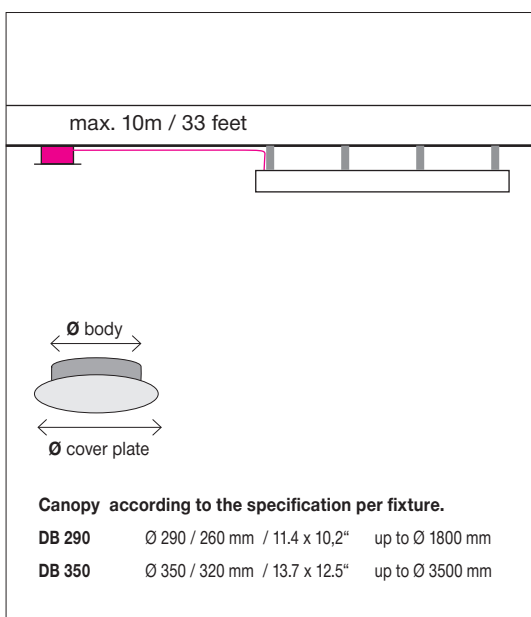 max. 10m / 33 feet
Ø body
Ø cover plate
Canopy according to the specification per fixture.
DB 290 Ø 290 / 260 mm / 11.4 x 10,2“ up to Ø 1800 mm
DB 350 Ø 350 / 320 mm / 13.7 x 12.5“ up to Ø 3500 mm